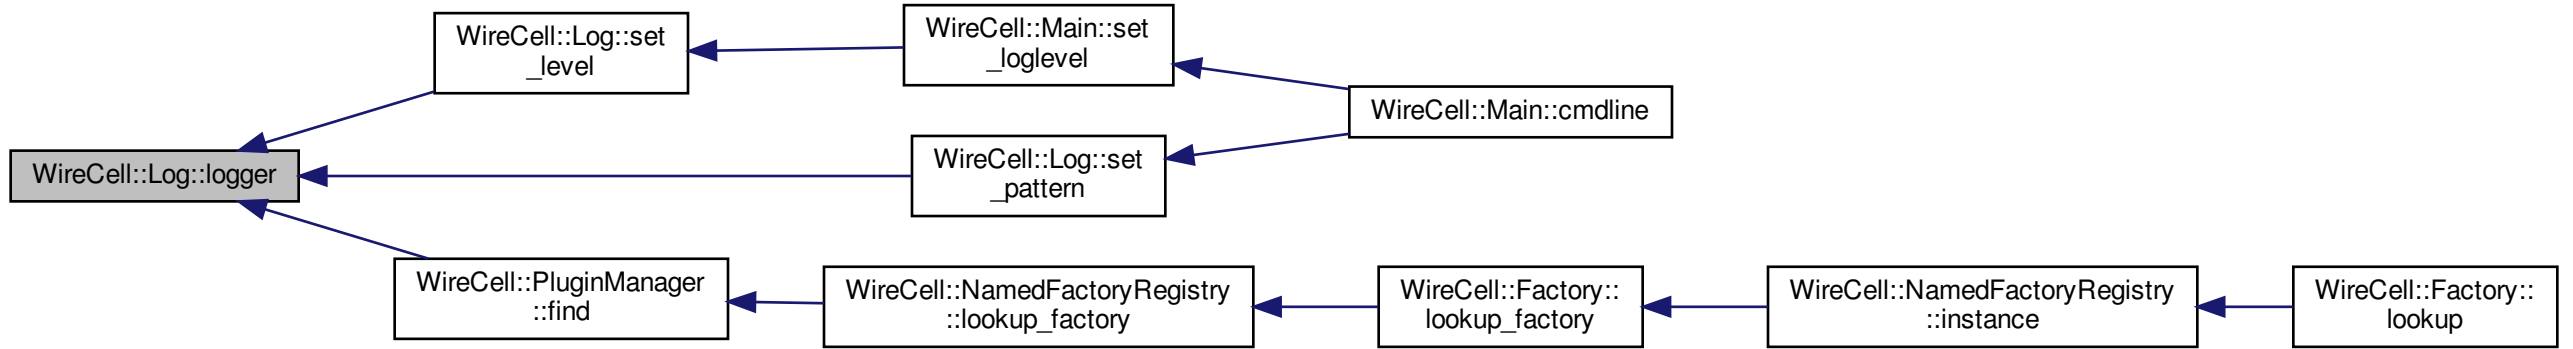 WireCell::Log::logger
WireCell::Log::set
_level
WireCell::Main::set
_loglevel
WireCell::Main::cmdline
WireCell::Log::set
_pattern
WireCell::PluginManager
::find
WireCell::NamedFactoryRegistry
::lookup_factory
WireCell::Factory::
lookup_factory
WireCell::NamedFactoryRegistry
::instance
WireCell::Factory::
lookup